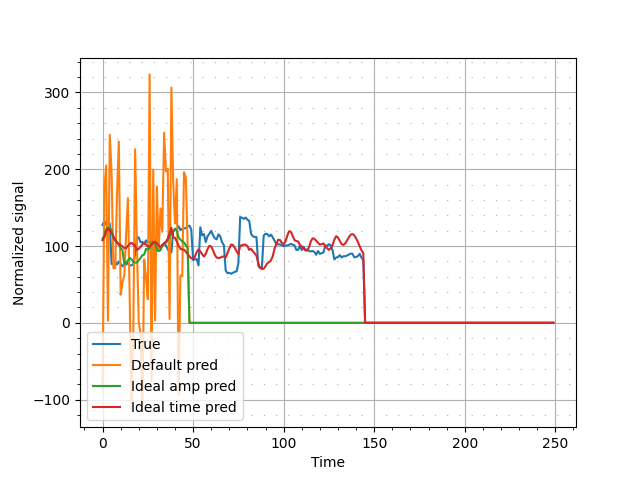 Normalized signal
300
200
100
0
−100
True
Default pred
Ideal amp pred
Ideal time pred
0
50
100
150
200
250
Time